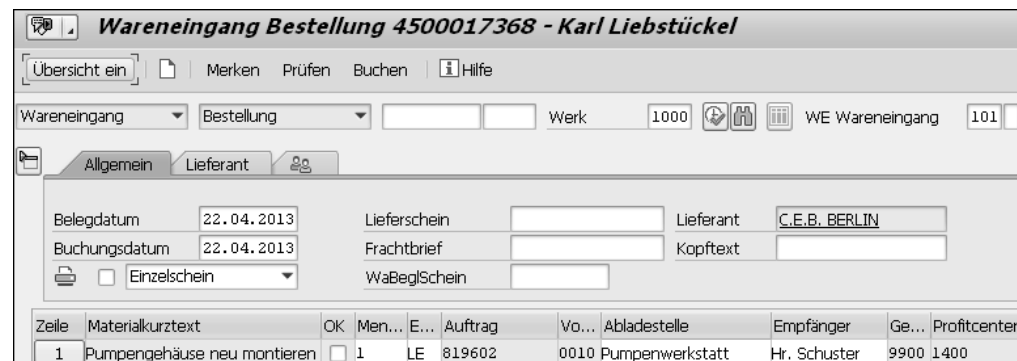 Wareneingang Bestellung 4500017368 - Karl Liebstückel
Übersicht ein Merken Prüfen Buchen Hilfe
Wareneingang Bestellung Werk 1000 WE Wareneingang 101
Allgemein Lieferant
Belegdatum 22.04.2013 Lieferschein Lieferant C.E.B. BERLIN
Buchungsdatum 22.04.2013 Frachtbrief Kopftext
Einzelschein WaBeglSchein
Zeile Materialkurztext OK Men... E... Auftrag Vo... Abladestelle Empfänger Ge... Profitcenter
1 Pumpengehäuse neu montieren 1 LE 819602 0010 Pumpenwerkstatt Hr. Schuster 9900 1400